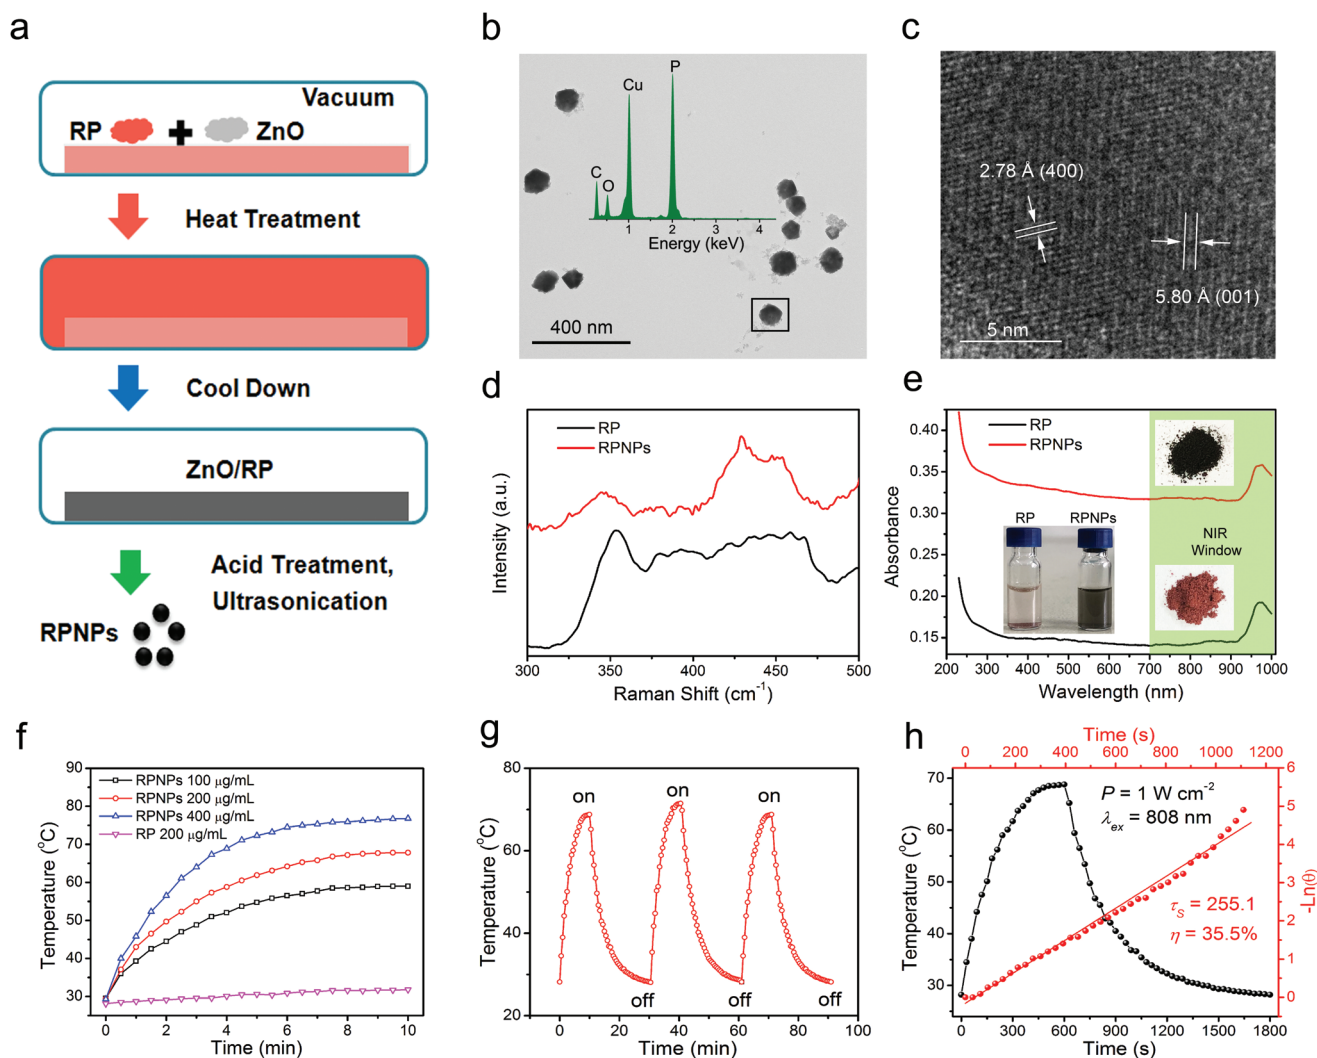 a
Vacuum
RP
ZnO
Heat Treatment
Cool Down
ZnO/RP
Acid Treatment,
Ultrasonication
RPNPs
b
P
Cu
C
O
1
2
3
4
Energy (keV)
400 nm
c
2.78 Å (400)
5.80 Å (001)
5 nm
d
RP
RPNPs
Intensity (a.u.)
300
350
400
450
500
Raman Shift (cm⁻¹)
e
0.40
0.35
0.30
0.25
0.20
0.15
Absorbance
RP
RPNPs
RP
RPNPs
NIR
Window
200 300 400 500 600 700 800 900 1000
Wavelength (nm)
f
90
80
70
60
50
40
30
Temperature (°C)
RPNPs 100 μg/mL
RPNPs 200 μg/mL
RPNPs 400 μg/mL
RP 200 μg/mL
0
2
4
6
8
10
Time (min)
g
80
60
40
20
Temperature (°C)
on
on
on
off
off
off
0
20
40
60
80
100
Time (min)
h
Time (s)
0 200 400 600 800 1000 1200
70
60
50
40
30
Temperature (°C)
P = 1 W cm⁻²
λex = 808 nm
τS = 255.1
η = 35.5%
6
5
4
3
2
1
0
-Ln(θ)
0 300 600 900 1200 1500 1800
Time (s)